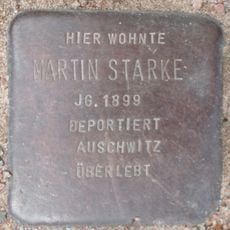 HIER WOHNTE
MARTIN STARKE
JG. 1899
DEPORTIERT
AUSCHWITZ
ÜBERLEBT